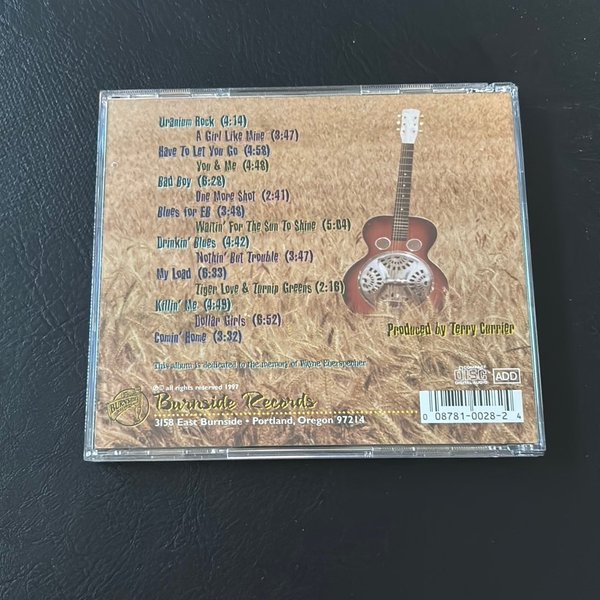 Uranium Rock (4:14)
A Girl Like Mine (3:47)
Have To Let You Go (4:58)
You & Me (4:48)
Bad Boy (6:28)
One More Shot (2:41)
Blues for EB (3:48)
Waitin' For The Sun To Shine (5:04)
Drinkin' Blues (4:42)
Nothin' But Trouble (3:47)
My Load (6:33)
Tiger Love & Turnip Greens (2:16)
Killin' Me (4:49)
Dollar Girls (6:52)
Comin' Home (3:32)
Produced by Terry Currier
This album is dedicated to the memory of
COMPACT
disc
DIGITAL AUDIO
ADD
℗© all rights reserved 1997
Burnside Records
3158 East Burnside • Portland, Oregon 97214
0 08781-0028-2 4